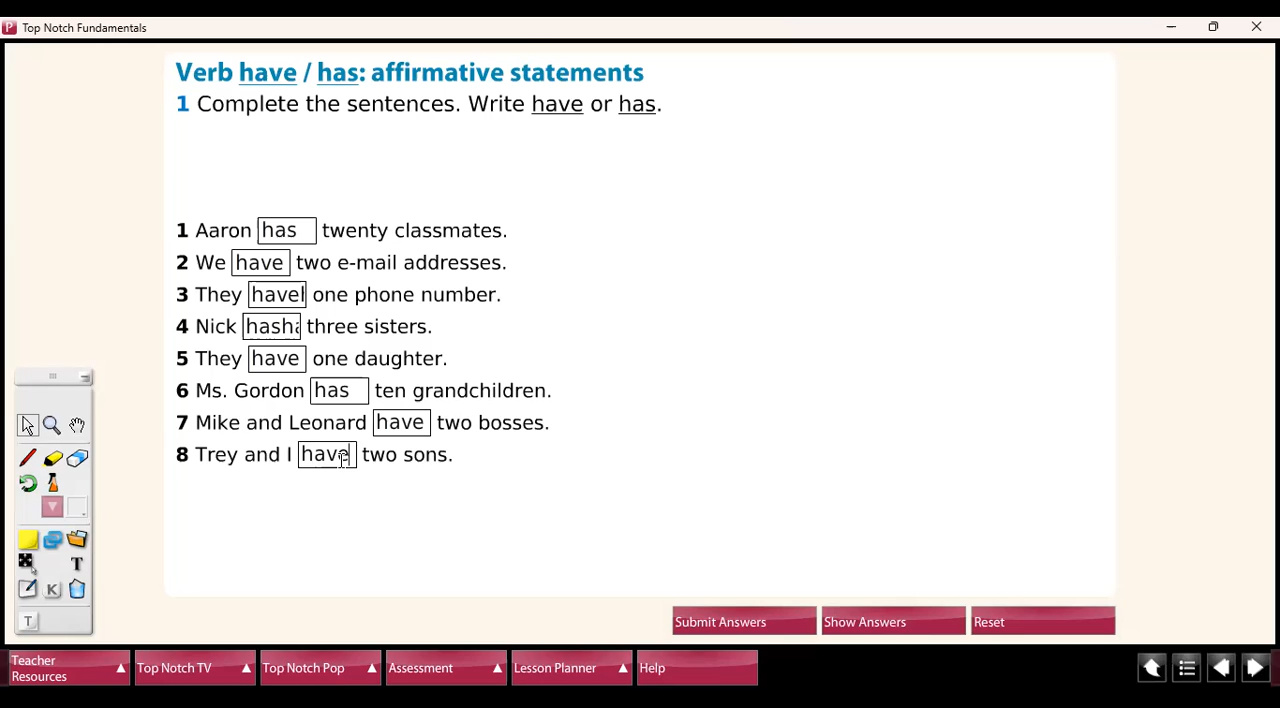 Top Notch Fundamentals
Verb have / has: affirmative statements
1 Complete the sentences. Write have or has.
1 Aaron has twenty classmates.
2 We have two e-mail addresses.
3 They have one phone number.
4 Nick hasha three sisters.
5 They have one daughter.
6 Ms. Gordon has ten grandchildren.
7 Mike and Leonard have two bosses.
8 Trey and I have two sons.
T
K
T
Submit Answers Show Answers Reset
Teacher Resources Top Notch TV Top Notch Pop Assessment Lesson Planner Help